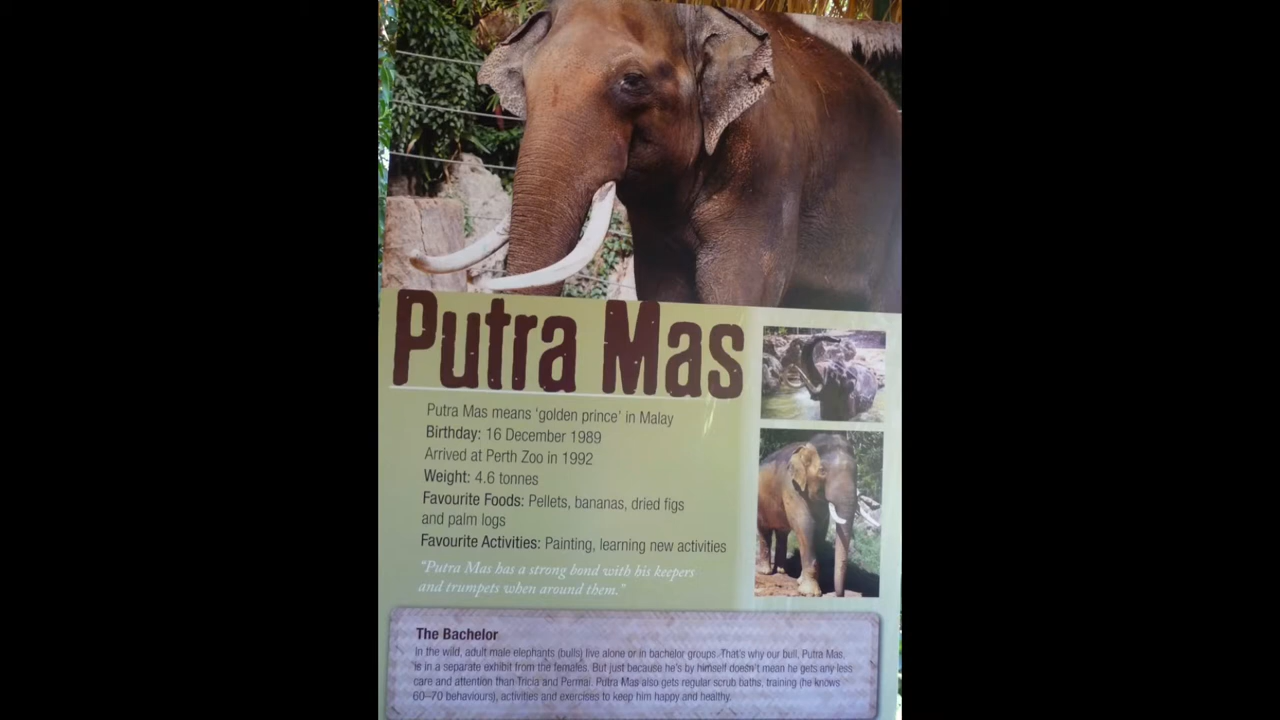 Putra Mas
Putra Mas means 'golden prince' in Malay
Birthday: 16 December 1989
Arrived at Perth Zoo in 1992
Weight: 4.6 tonnes
Favourite Foods: Pellets, bananas, dried figs
and palm logs
Favourite Activities: Painting, learning new activities
"Putra Mas has a strong bond with his keepers
and trumpets when around them."
The Bachelor
In the wild, adult male elephants (bulls) live alone or in bachelor groups. That's why our bull, Putra Mas,
is in a separate exhibit from the females. But just because he's by himself doesn't mean he gets any less
care and attention than Tricia and Permai. Putra Mas also gets regular scrub baths, training (he knows
60–70 behaviours), activities and exercises to keep him happy and healthy.